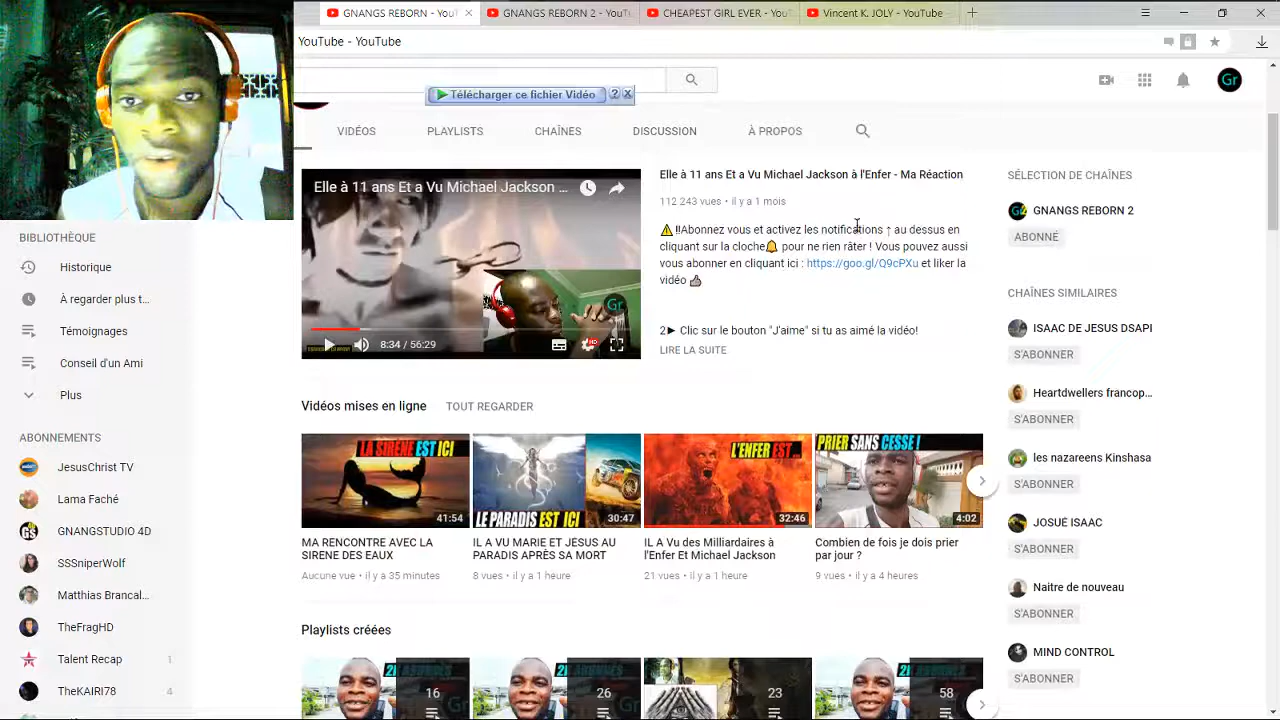 GNANGS REBORN - YouT
GNANGS REBORN 2 - YouTu
CHEAPEST GIRL IN THE
YouT
Vincent K. JOLY - YouTube
YouTube - YouTube
Télécharger ce fichier Vidéo
Gr
VIDÉOS
PLAYLISTS
CHAÎNES
DISCUSSION
À PROPOS
Elle à 11 ans Et a Vu Michael Jackson ...
8:34 / 56:29
HD
Gr
Elle à 11 ans Et a Vu Michael Jackson à l'Enfer - Ma Réaction
112 243 vues • il y a 1 mois
⚠️‼Abonnez vous et activez les notifications ↑ au dessus en
cliquant sur la cloche🔔 pour ne rien râter ! Vous pouvez aussi
vous abonner en cliquant ici : https://goo.gl/Q9cPXu et liker la
vidéo 👍
2► Clic sur le bouton "J'aime" si tu as aimé la vidéo!
LIRE LA SUITE
SÉLECTION DE CHAÎNES
GNANGS REBORN 2
ABONNÉ
CHAÎNES SIMILAIRES
ISAAC DE JESUS DSAPI
S'ABONNER
Heartdwellers francop...
S'ABONNER
les nazareens Kinshasa
S'ABONNER
JOSUÉ ISAAC
S'ABONNER
Naitre de nouveau
S'ABONNER
MIND CONTROL
S'ABONNER
BIBLIOTHÈQUE
Historique
À regarder plus t...
Témoignages
Conseil d'un Ami
Plus
ABONNEMENTS
JesusChrist TV
Lama Faché
GNANGSTUDIO 4D
SSSniperWolf
Matthias Brancal...
TheFragHD
Talent Recap 1
TheKAIRI78 4
Vidéos mises en ligne TOUT REGARDER
LA SIRENE EST ICI
41:54
MA RENCONTRE AVEC LA
SIRENE DES EAUX
Aucune vue • il y a 35 minutes
LE PARADIS EST ICI
30:47
IL A VU MARIE ET JESUS AU
PARADIS APRÈS SA MORT
8 vues • il y a 1 heure
L'ENFER EST...
32:46
IL A Vu des Milliardaires à
l'Enfer Et Michael Jackson
21 vues • il y a 1 heure
PRIER SANS CESSE !
4:02
Combien de fois je dois prier
par jour ?
9 vues • il y a 4 heures
Playlists créées
16
23
58